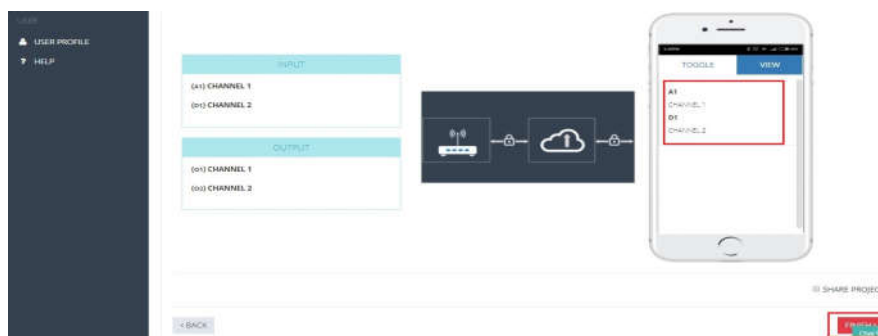 USER
USER PROFILE
? HELP
INPUT
(A1) CHANNEL 1
(D1) CHANNEL 2
OUTPUT
(O1) CHANNEL 1
(O2) CHANNEL 2
TOGGLE
VIEW
A1
CHANNEL 1
D1
CHANNEL 2
SHARE PROJEC
< BACK
FINISH